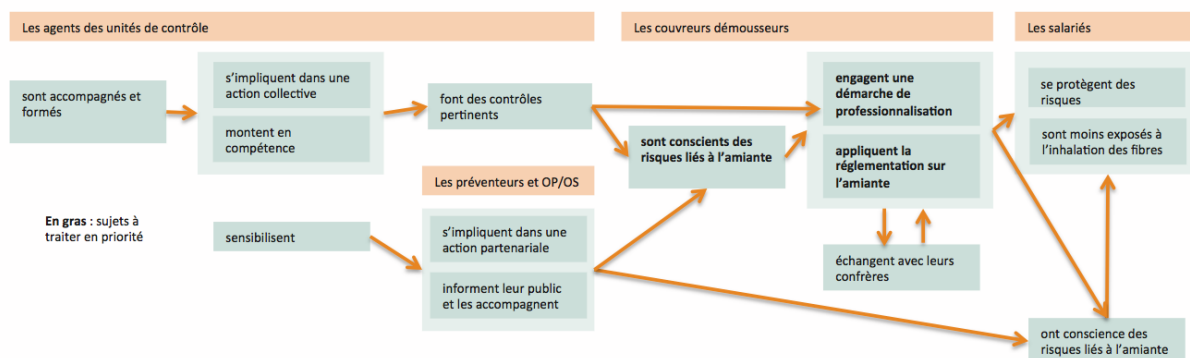 Les agents des unités de contrôle
Les couvreurs démousseurs
Les salariés
sont accompagnés et
formés
s’impliquent dans une
action collective
montent en
compétence
font des contrôles
pertinents
sont conscients des
risques liés à l’amiante
engagent une
démarche de
professionnalisation
appliquent la
réglementation sur
l’amiante
se protègent des
risques
sont moins exposés à
l’inhalation des fibres
Les préventeurs et OP/OS
En gras : sujets à
traiter en priorité
sensibilisent
s’impliquent dans une
action partenariale
informent leur public
et les accompagnent
échangent avec leurs
confrères
ont conscience des
risques liés à l’amiante